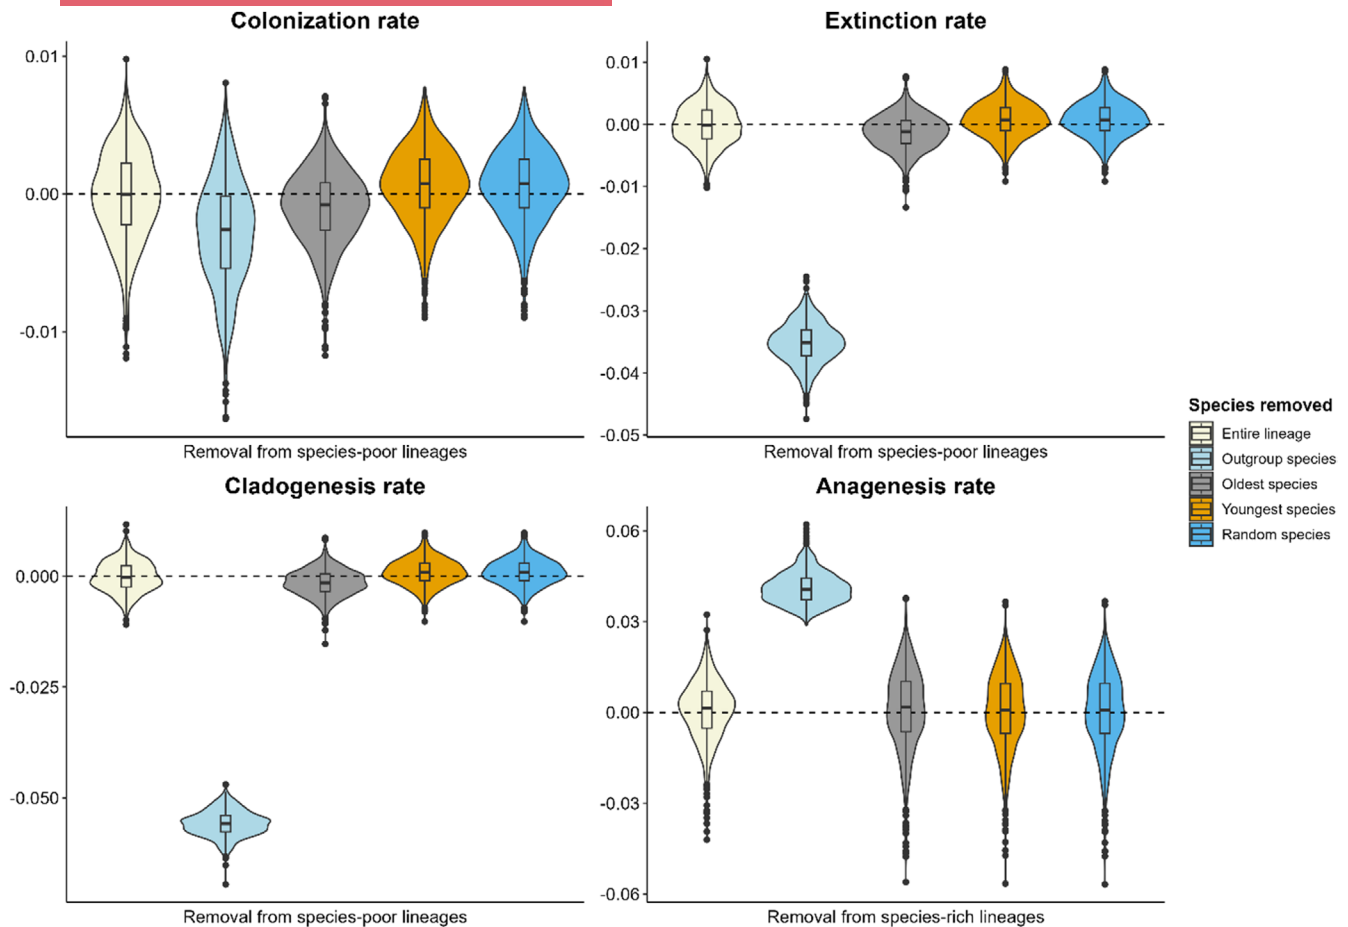 Colonization rate
0.01
0.00
-0.01
Removal from species-poor lineages
Extinction rate
0.01
0.00
-0.01
-0.02
-0.03
-0.04
-0.05
Removal from species-poor lineages
Cladogenesis rate
0.000
-0.025
-0.050
Removal from species-poor lineages
Anagenesis rate
0.06
0.03
0.00
-0.03
-0.06
Removal from species-rich lineages
Species removed
Entire lineage
Outgroup species
Oldest species
Youngest species
Random species